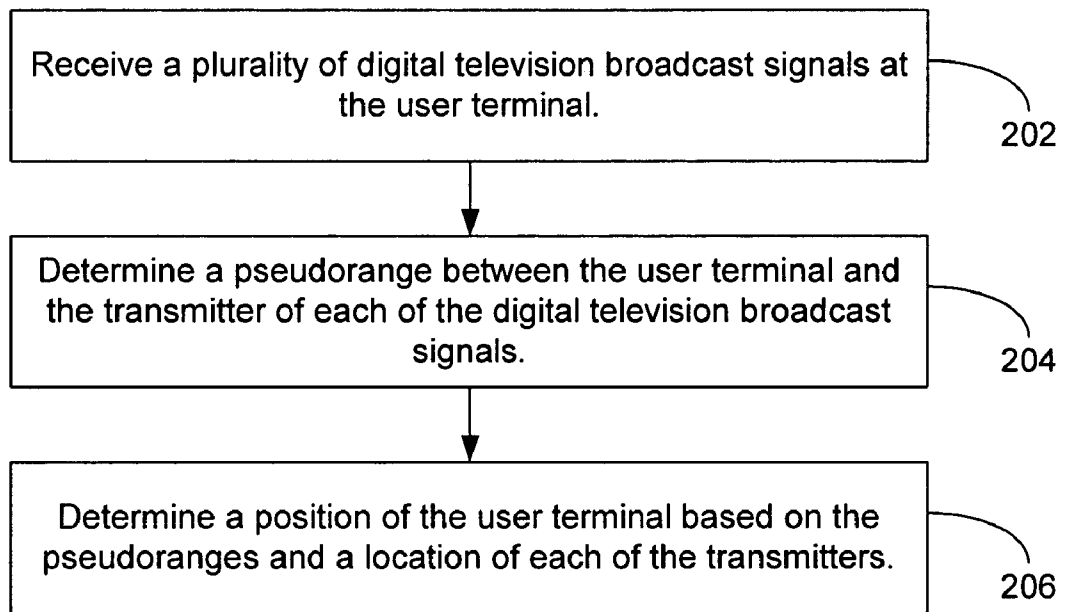 Receive a plurality of digital television broadcast signals at
the user terminal.
202
Determine a pseudorange between the user terminal and
the transmitter of each of the digital television broadcast
signals.
204
Determine a position of the user terminal based on the
pseudoranges and a location of each of the transmitters.
206